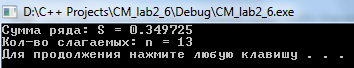 D:\C++ Projects\CM_lab2_6\Debug\CM_lab2_6.exe
Сумма ряда: S = 0.349725
Кол-во слагаемых: n = 13
Для продолжения нажмите любую клавишу . . .